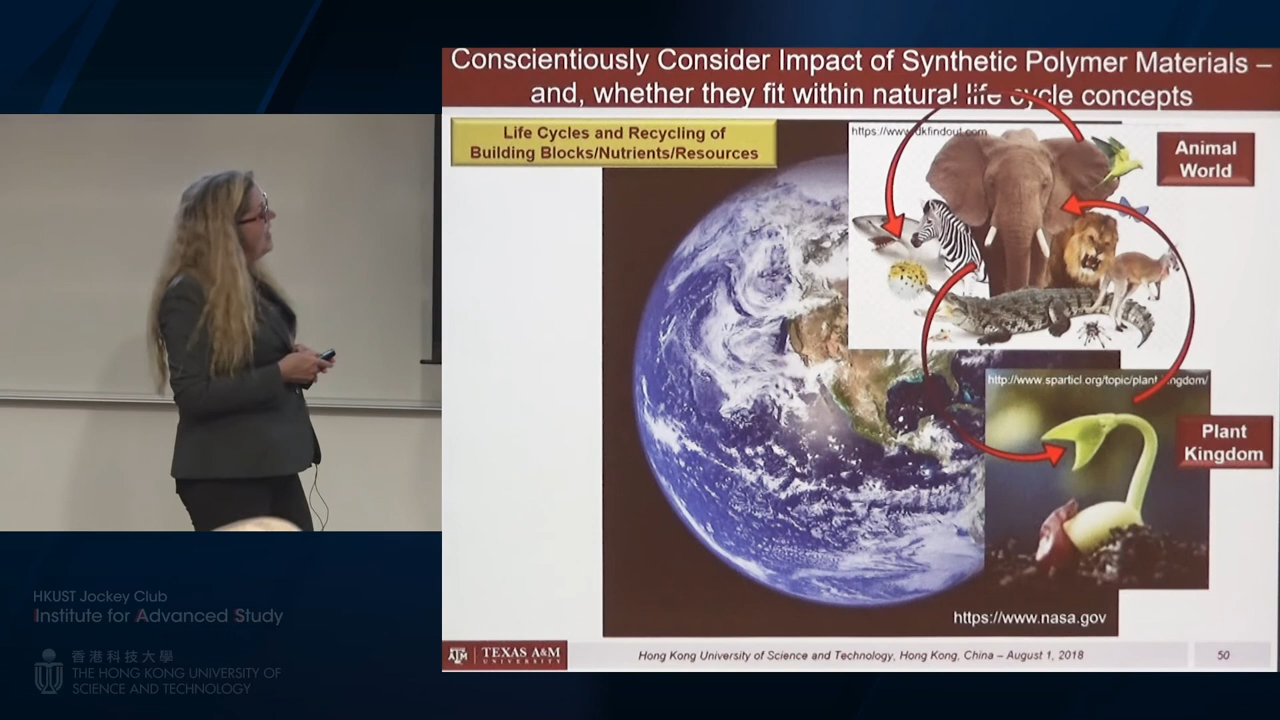 Conscientiously Consider Impact of Synthetic Polymer Materials –
and, whether they fit within natural life cycle concepts
Life Cycles and Recycling of
Building Blocks/Nutrients/Resources
https://www.dkfindout.com
Animal
World
http://www.sparticl.org/topic/plant-kingdom/
Plant
Kingdom
https://www.nasa.gov
TEXAS A&M
UNIVERSITY
Hong Kong University of Science and Technology, Hong Kong, China – August 1, 2018
50
HKUST Jockey Club
Institute for Advanced Study
香港科技大學
THE HONG KONG UNIVERSITY OF
SCIENCE AND TECHNOLOGY